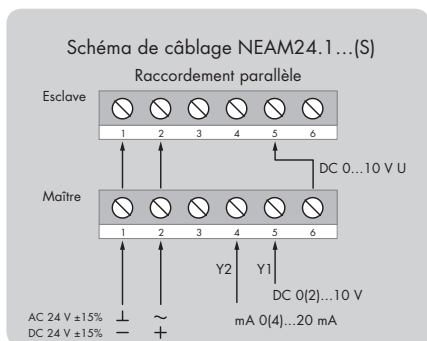 Schéma de câblage NEAM24.1...(S)
Raccordement parallèle
Esclave
1 2 3 4 5 6
DC 0...10 V U
Maître
1 2 3 4 5 6
Y2 Y1
DC 0(2)...10 V
AC 24 V ±15% ⊥ ~
mA 0(4)...20 mA
DC 24 V ±15% − +